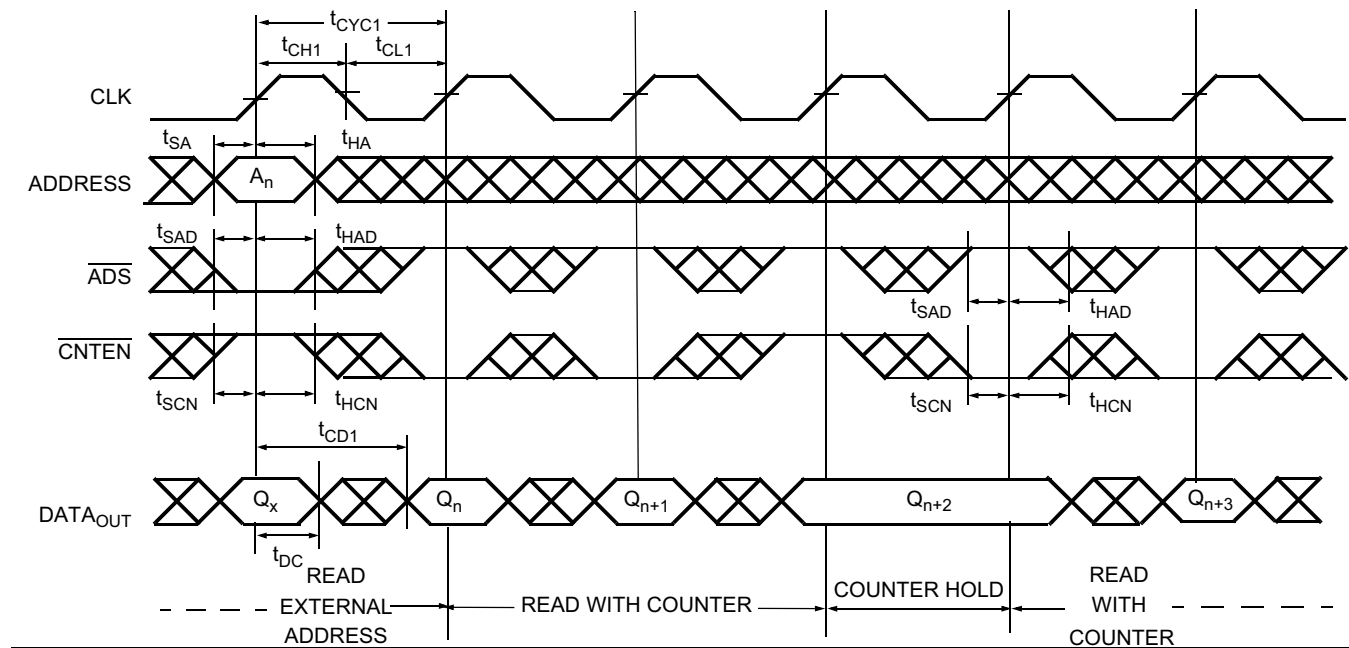 tCYC1
tCH1
tCL1
CLK
tSA
tHA
ADDRESS
An
tSAD
tHAD
ADS
tSAD
tHAD
CNTEN
tSCN
tHCN
tSCN
tHCN
tCD1
DATAOUT
Qx
Qn
Qn+1
Qn+2
Qn+3
tDC
READ
EXTERNAL
ADDRESS
READ WITH COUNTER
COUNTER HOLD
READ
WITH
COUNTER